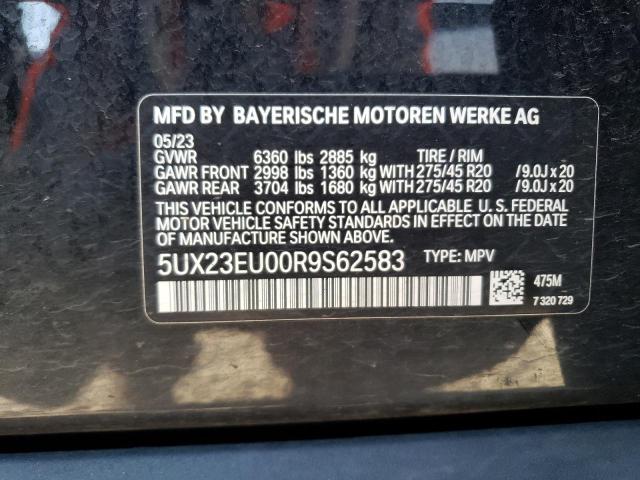 MFD BY BAYERISCHE MOTOREN WERKE AG
05/23
GVWR 6360 lbs 2885 kg TIRE / RIM
GAWR FRONT 2998 lbs 1360 kg WITH 275/45 R20 /9.0J x 20
GAWR REAR 3704 lbs 1680 kg WITH 275/45 R20 /9.0J x 20
THIS VEHICLE CONFORMS TO ALL APPLICABLE U. S. FEDERAL
MOTOR VEHICLE SAFETY STANDARDS IN EFFECT ON THE DATE
OF MANUFACTURE SHOWN ABOVE.
5UX23EU00R9S62583 TYPE: MPV
475M
7 320 729